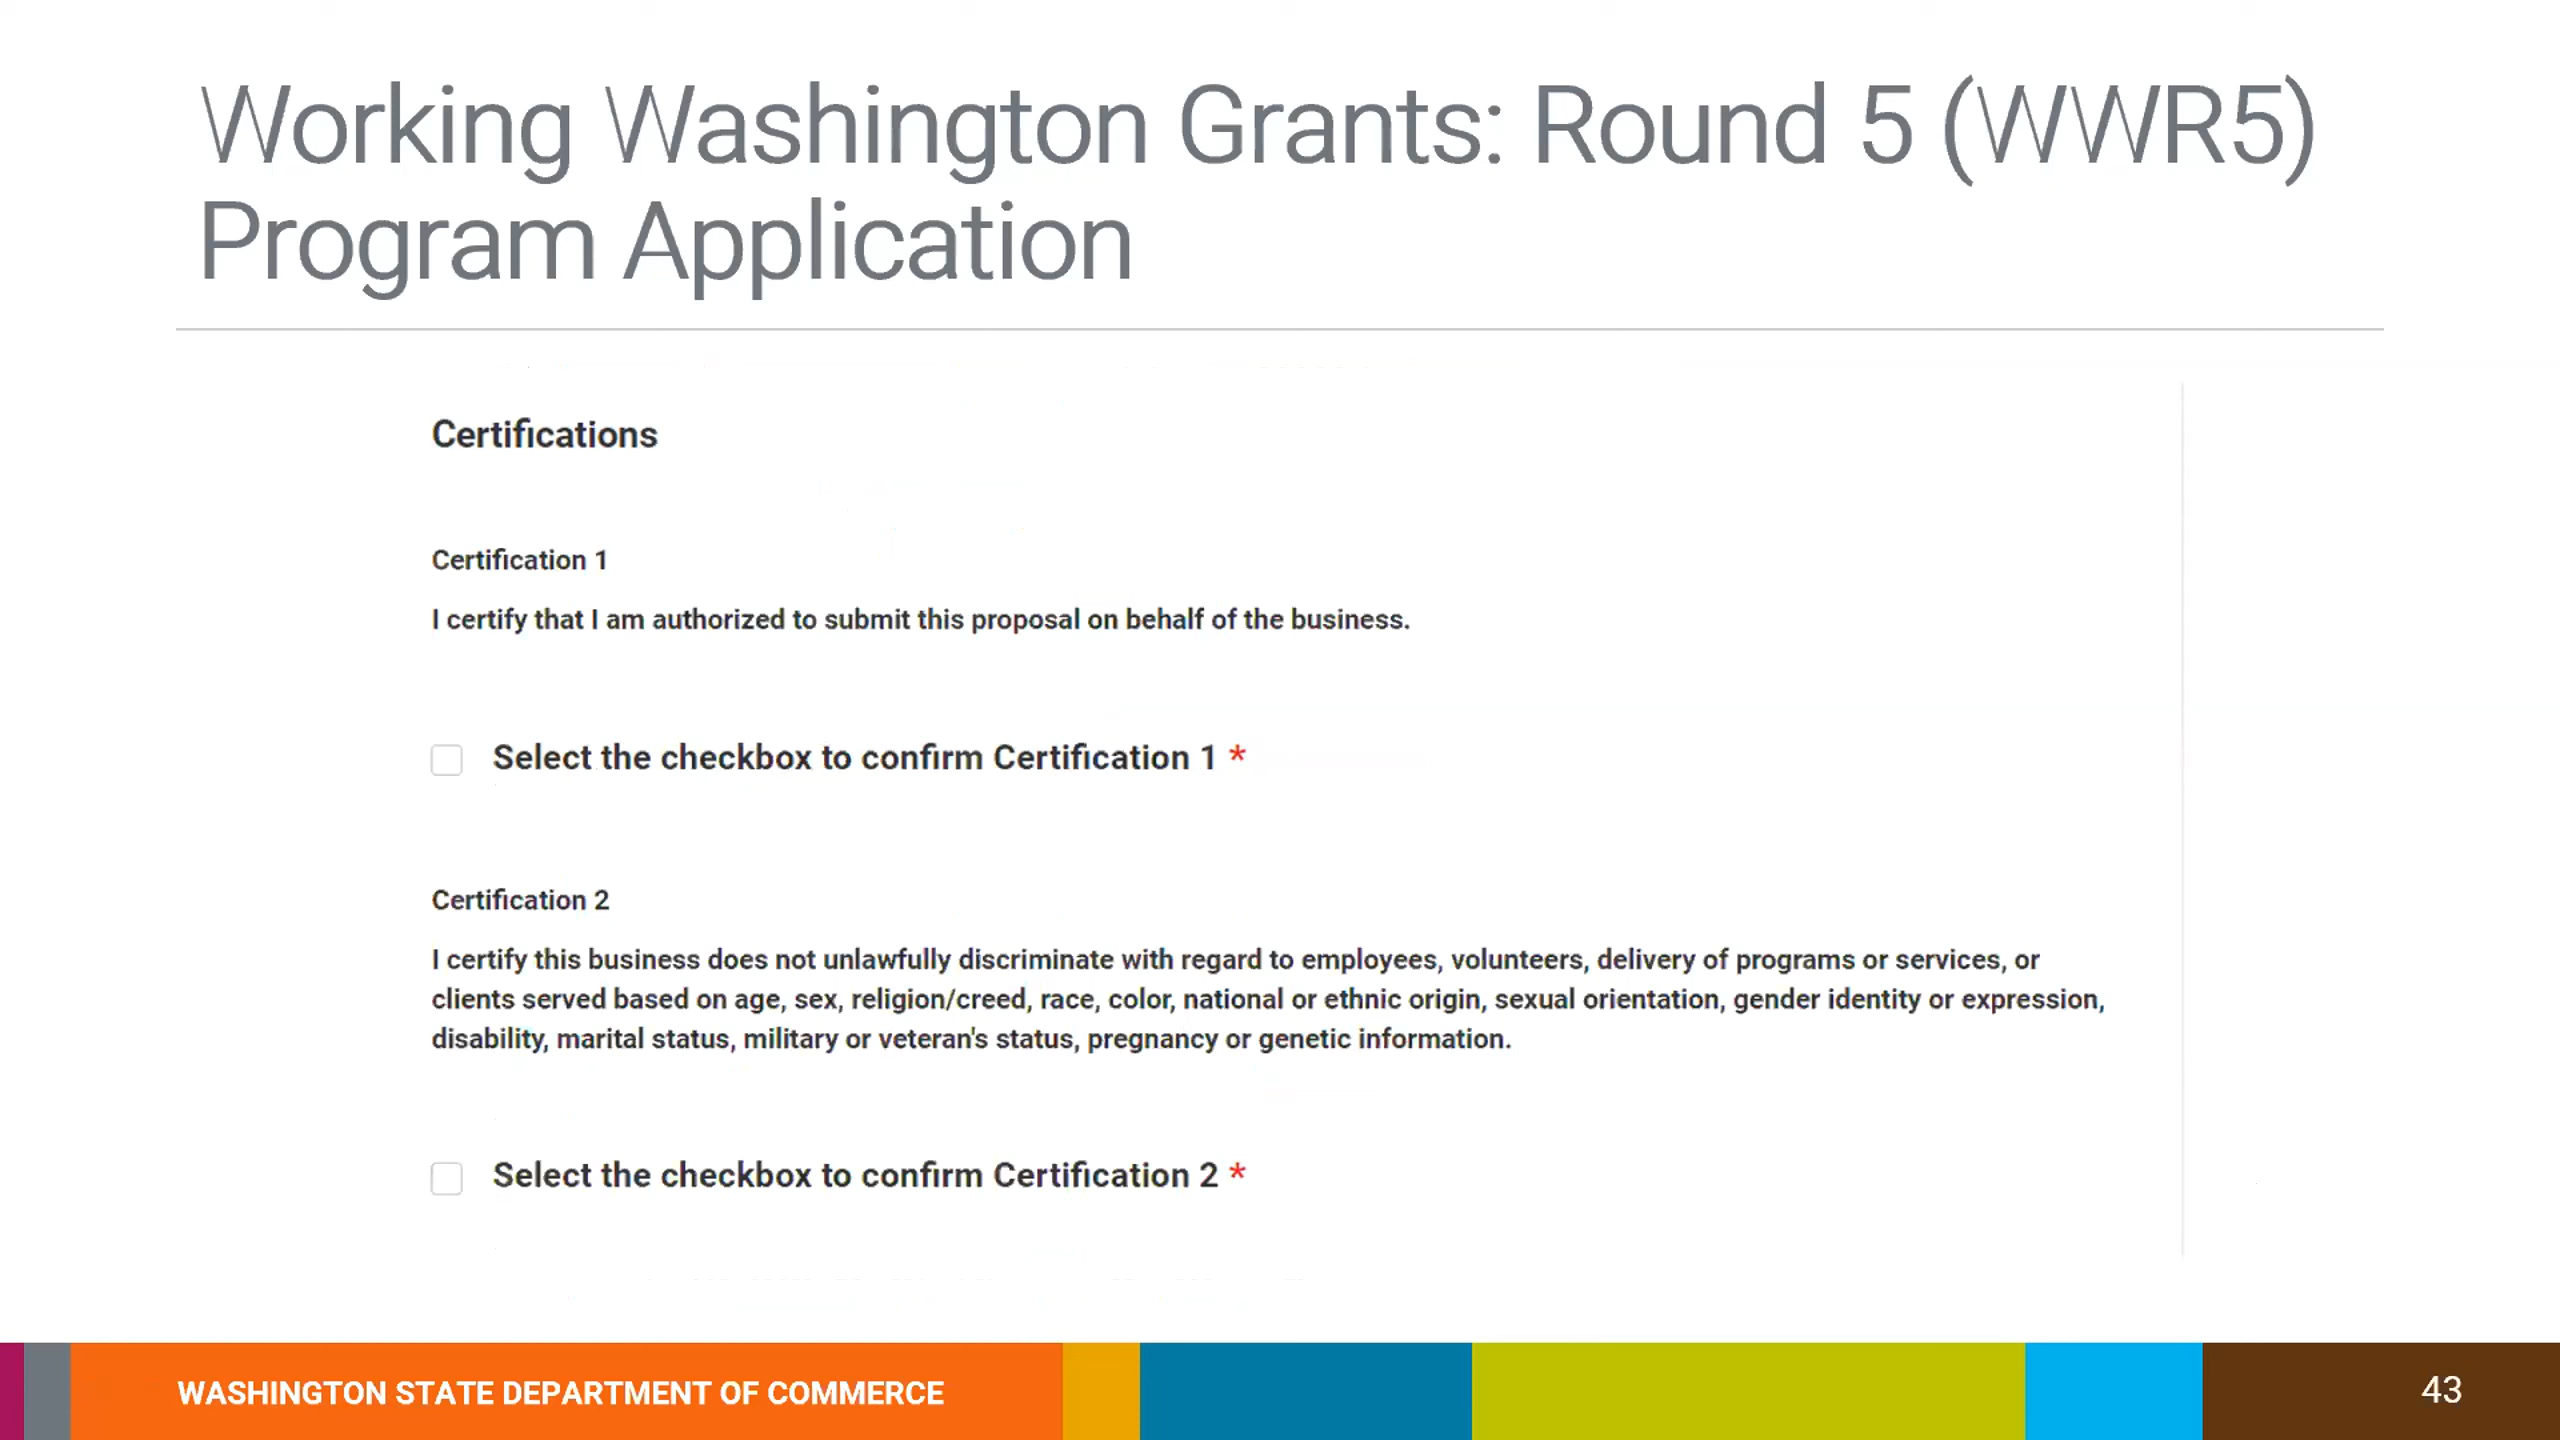 Working Washington Grants: Round 5 (WWR5)
Program Application
Certifications
Certification 1
I certify that I am authorized to submit this proposal on behalf of the business.
Select the checkbox to confirm Certification 1 *
Certification 2
I certify this business does not unlawfully discriminate with regard to employees, volunteers, delivery of programs or services, or
clients served based on age, sex, religion/creed, race, color, national or ethnic origin, sexual orientation, gender identity or expression,
disability, marital status, military or veteran's status, pregnancy or genetic information.
Select the checkbox to confirm Certification 2 *
WASHINGTON STATE DEPARTMENT OF COMMERCE
43